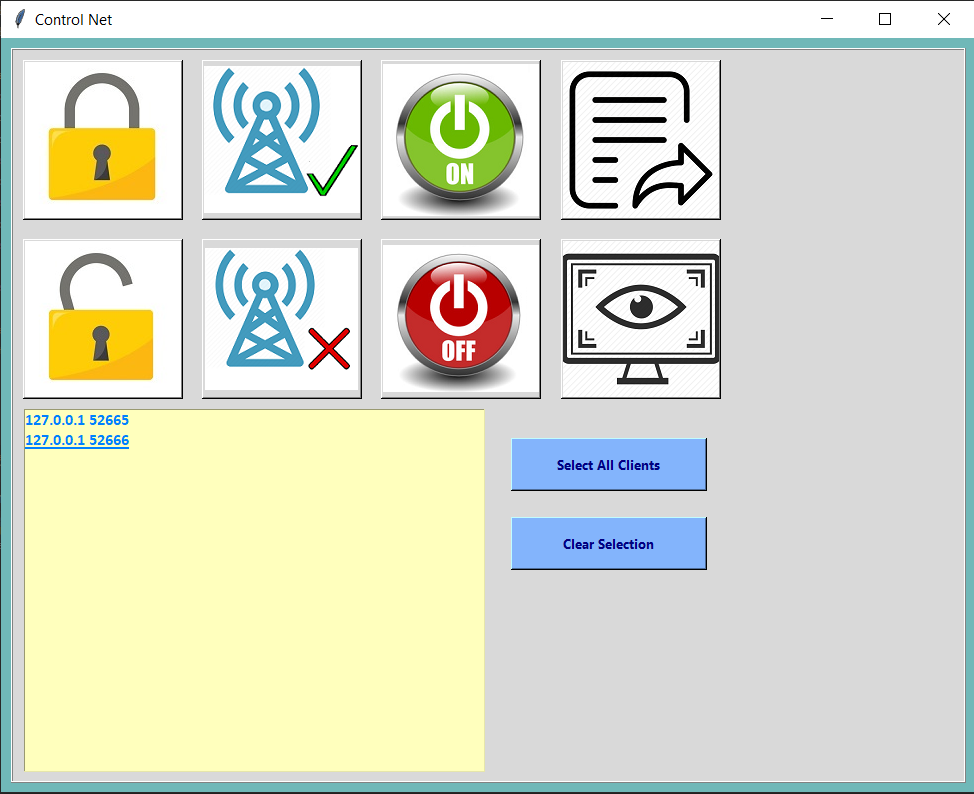 Control Net
ON
OFF
127.0.0.1 52665
127.0.0.1 52666
Select All Clients
Clear Selection